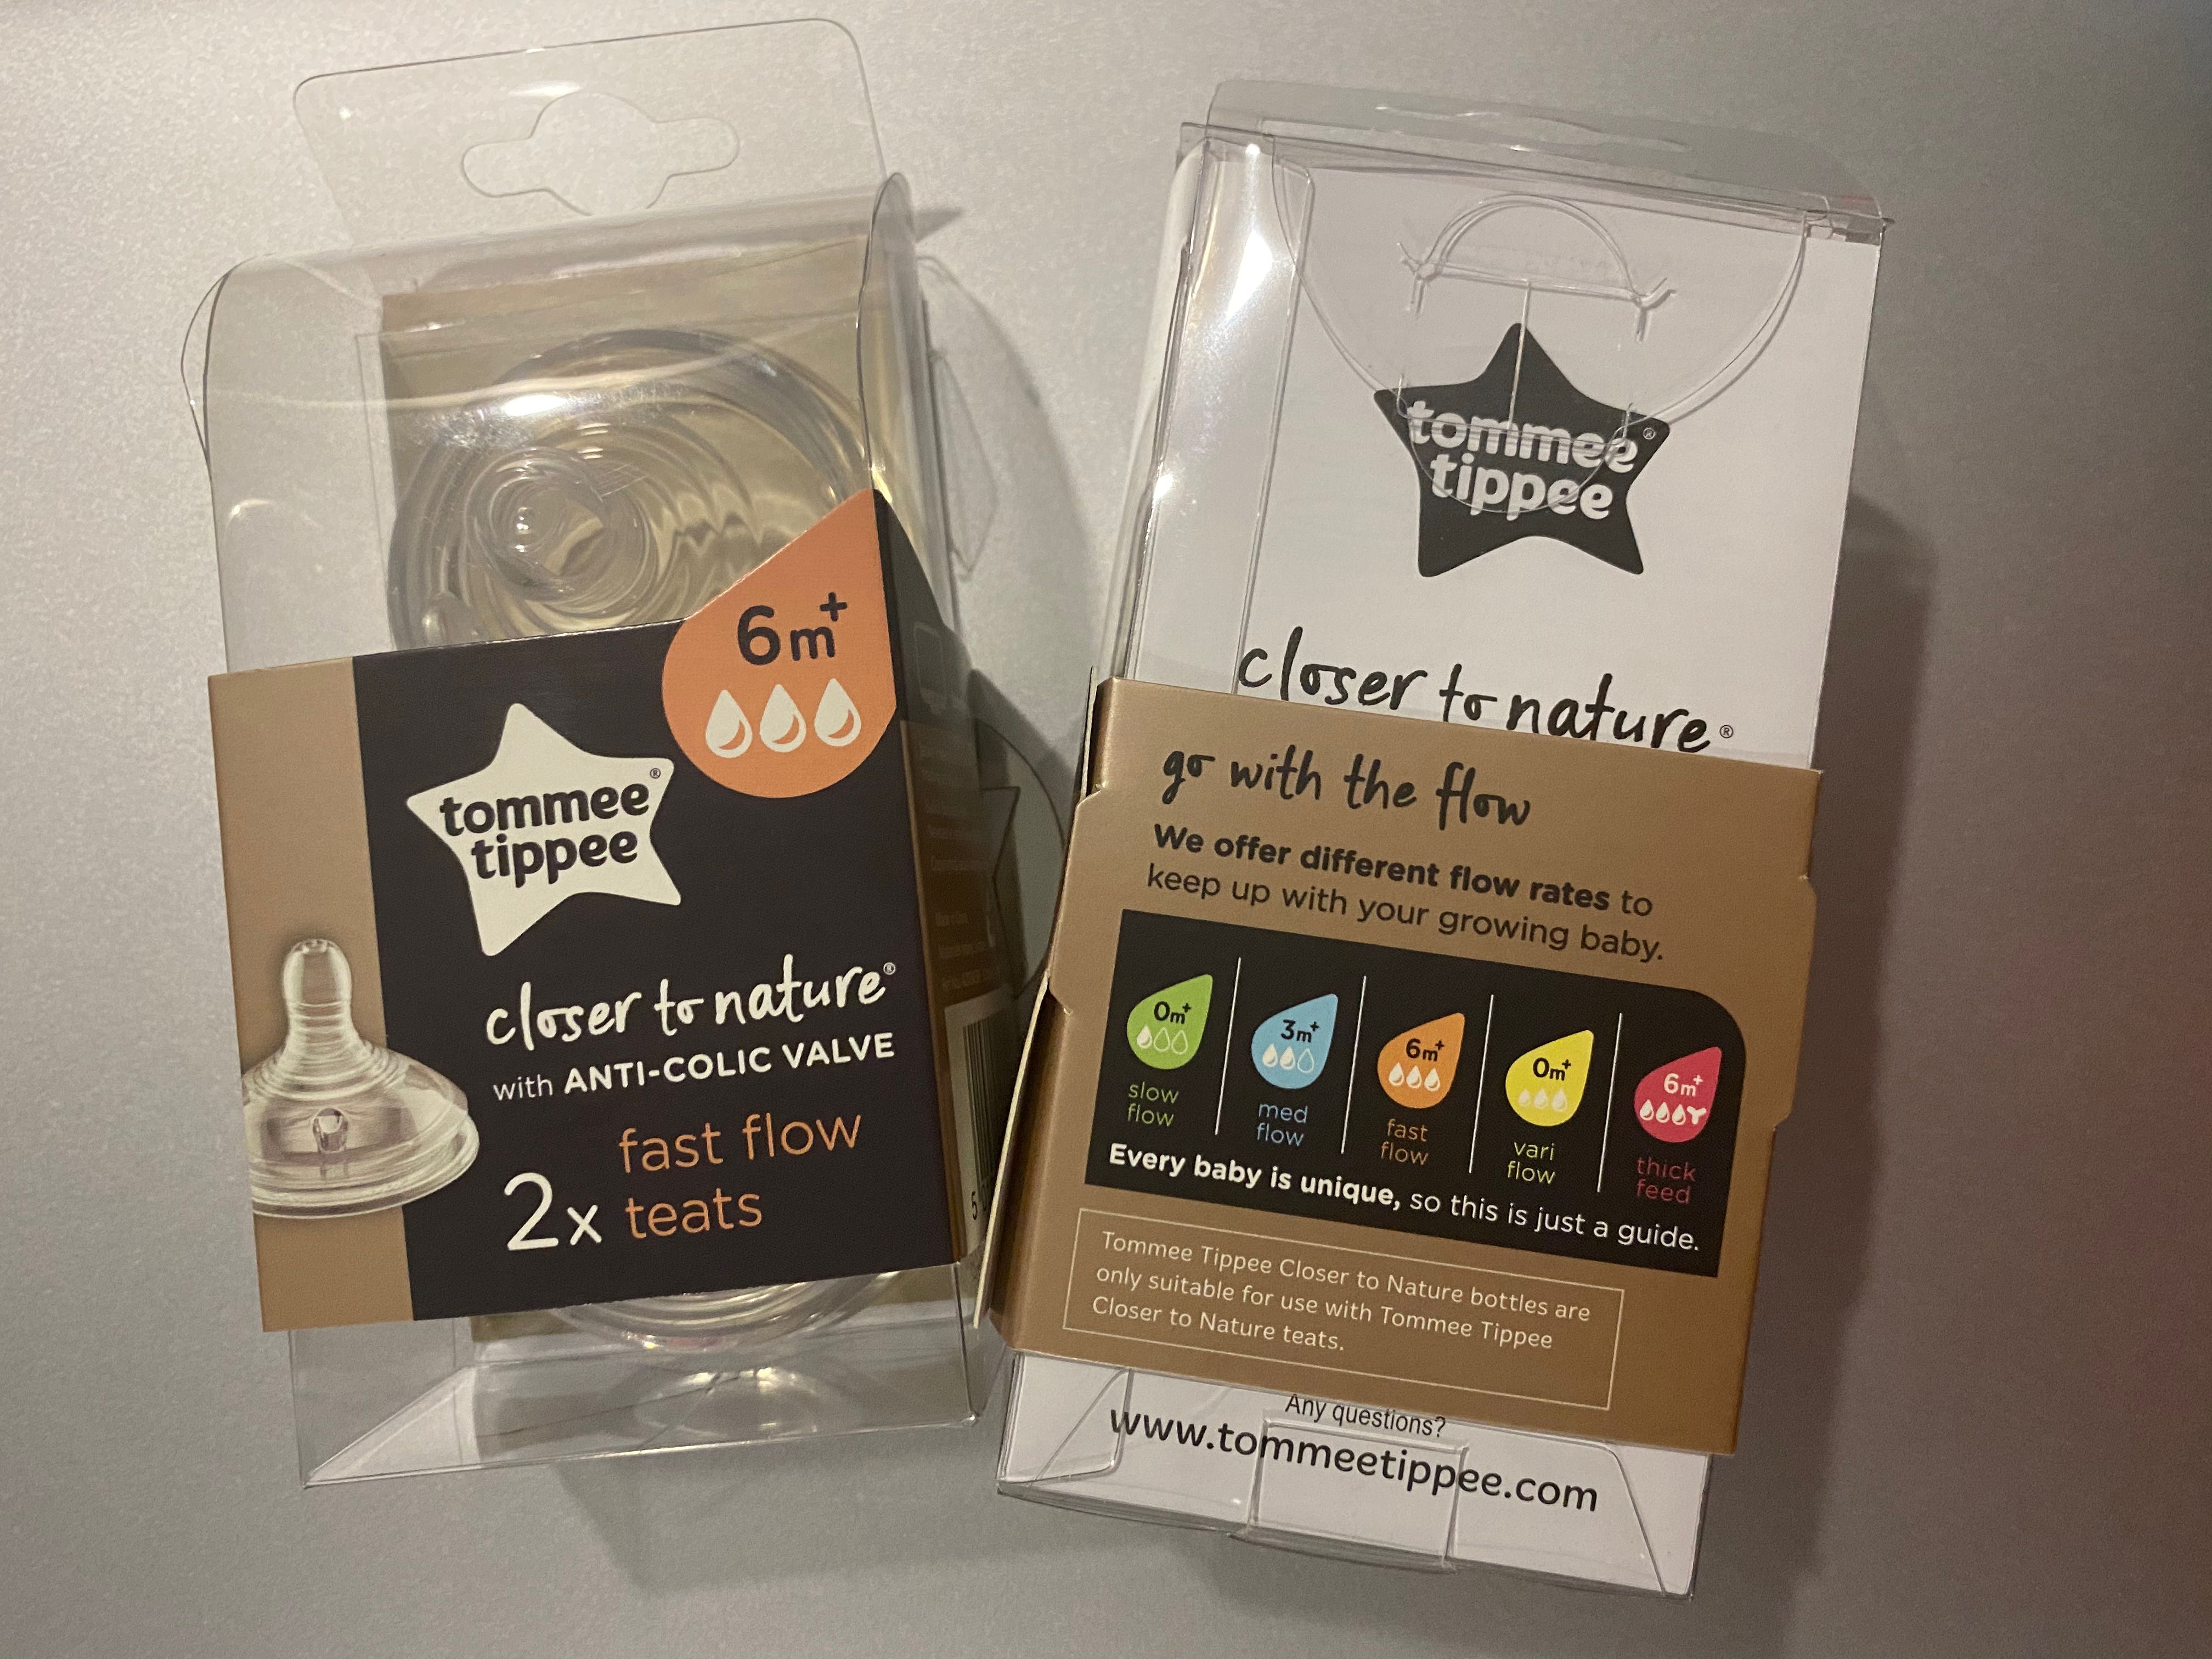 6m+
tommee®
tippee
closer to nature®
with ANTI-COLIC VALVE
fast flow
2x teats
5
tommee®
tippee
closer to nature®
go with the flow
We offer different flow rates to
keep up with your growing baby.
0m+ 3m+ 6m+ 0m+ 6m+
slow flow
med flow
fast flow
vari flow
thick feed
Every baby is unique, so this is just a guide.
Tommee Tippee Closer to Nature bottles are
only suitable for use with Tommee Tippee
Closer to Nature teats.
Any questions?
www.tommeetippee.com